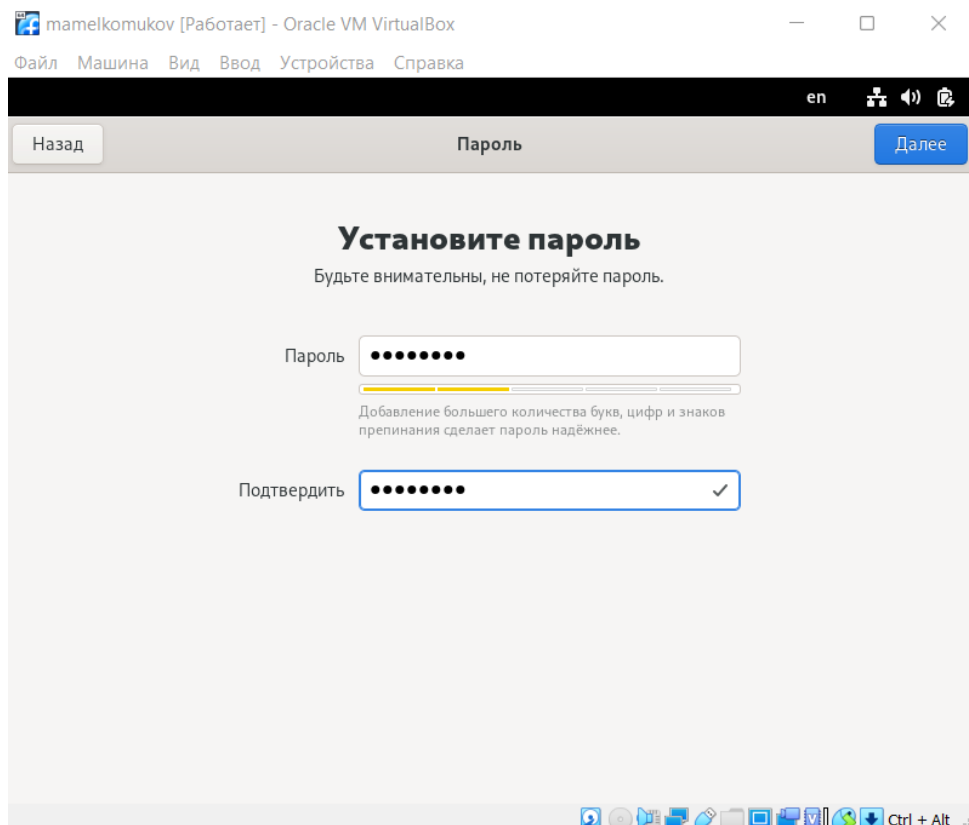 mamelkomukov [Работает] - Oracle VM VirtualBox
Файл Машина Вид Ввод Устройства Справка
en
Назад Пароль Далее
Установите пароль
Будьте внимательны, не потеряйте пароль.
Пароль ●●●●●●●●
Добавление большего количества букв, цифр и знаков
препинания сделает пароль надёжнее.
Подтвердить ●●●●●●●●
Ctrl + Alt